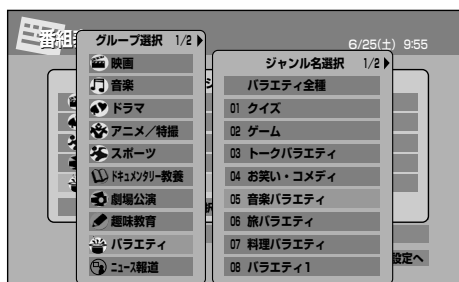 番組
6/25(土) 9:55
グループ選択 1/2
映画
音楽
ドラマ
アニメ／特撮
スポーツ
ドキュメンタリー教養
劇場公演
趣味教育
バラエティ
ニュース報道
ジャンル名選択 1/2
バラエティ全種
01 クイズ
02 ゲーム
03 トークバラエティ
04 お笑い・コメディ
05 音楽バラエティ
06 旅バラエティ
07 料理バラエティ
08 バラエティ1
設定へ